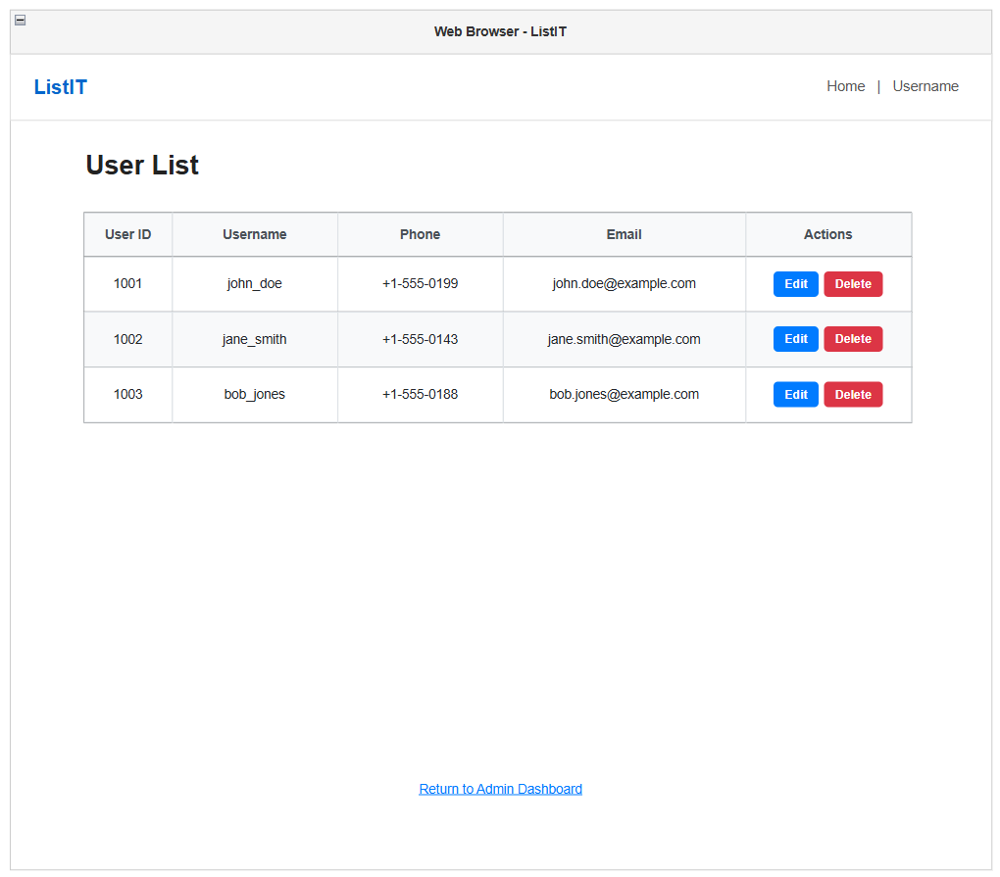 Web Browser - ListIT
ListIT
Home | Username
User List
User ID Username Phone Email Actions
1001 john_doe +1-555-0199 john.doe@example.com Edit Delete
1002 jane_smith +1-555-0143 jane.smith@example.com Edit Delete
1003 bob_jones +1-555-0188 bob.jones@example.com Edit Delete
Return to Admin Dashboard